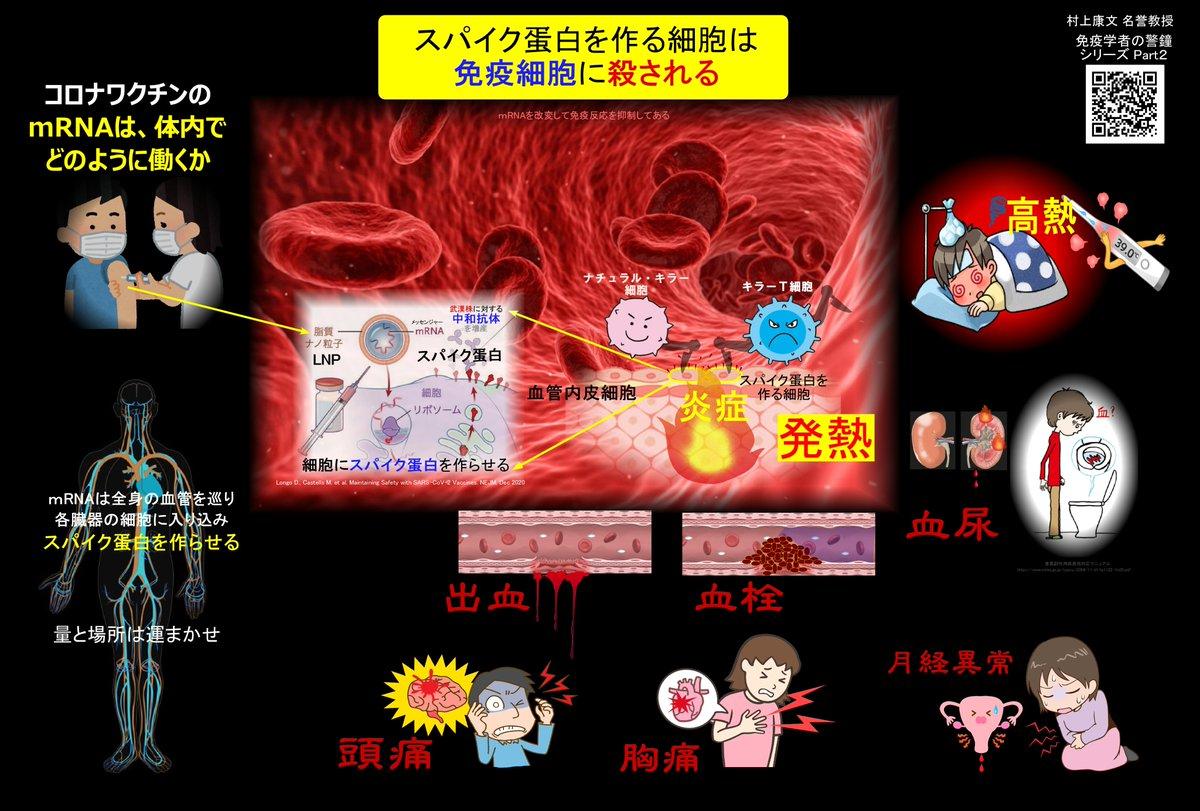 スパイク蛋白を作る細胞は
免疫細胞に殺される
村上康文 名誉教授
免疫学者の警鐘
シリーズ Part2
コロナワクチンの
mRNAは、体内で
どのように働くか
mRNAを改変して免疫反応を抑制してある
ナチュラル・キラー
細胞
キラーT細胞
武漢株に対する
中和抗体
を増産
脂質
ナノ粒子
LNP
メッセンジャー
mRNA
スパイク蛋白
細胞
リボソーム
細胞にスパイク蛋白を作らせる
Longo D., Castells M. et al. Maintaining Safety with SARS-CoV-2 Vaccines. NEJM, Dec 2020
血管内皮細胞
スパイク蛋白を
作る細胞
炎症
発熱
高熱
39.0℃
mRNAは全身の血管を巡り
各臓器の細胞に入り込み
スパイク蛋白を作らせる
量と場所は運まかせ
血?
血尿
出血
血栓
頭痛
胸痛
月経異常